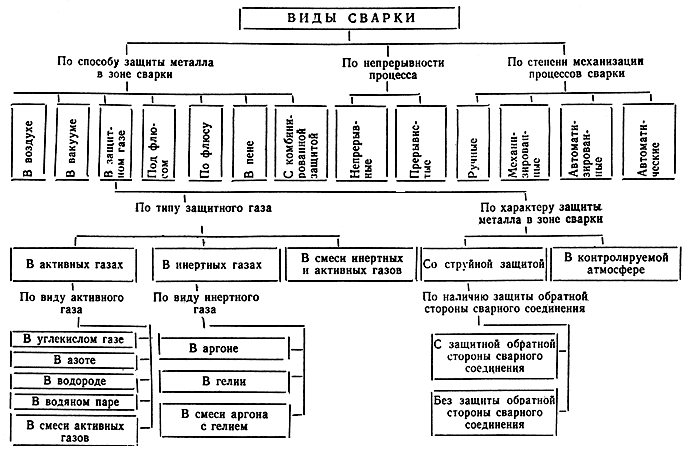 ВИДЫ СВАРКИ
По способу защиты металла
в зоне сварки
По непрерывности
процесса
По степени механизации
процессов сварки
В воздухе
В вакууме
В защит-
ном газе
Под флю-
сом
По флюсу
В пене
С комбини-
рованной
защитой
Непрерыв-
ные
Прерывис-
тые
Ручные
Механи-
зирован-
ные
Автомати-
зирован-
ные
Автомати-
ческие
По типу защитного газа
По характеру защиты
металла в зоне сварки
В активных газах
В инертных газах
В смеси инертных
и активных газов
Со струйной защитой
В контролируемой
атмосфере
По виду активного
газа
По виду инертного
газа
По наличию защиты обратной
стороны сварного соединения
В углекислом газе
В азоте
В водороде
В водяном паре
В смеси активных
газов
В аргоне
В гелии
В смеси аргона
с гелием
С защитной обратной
стороны сварного
соединения
Без защиты обратной
стороны сварного
соединения